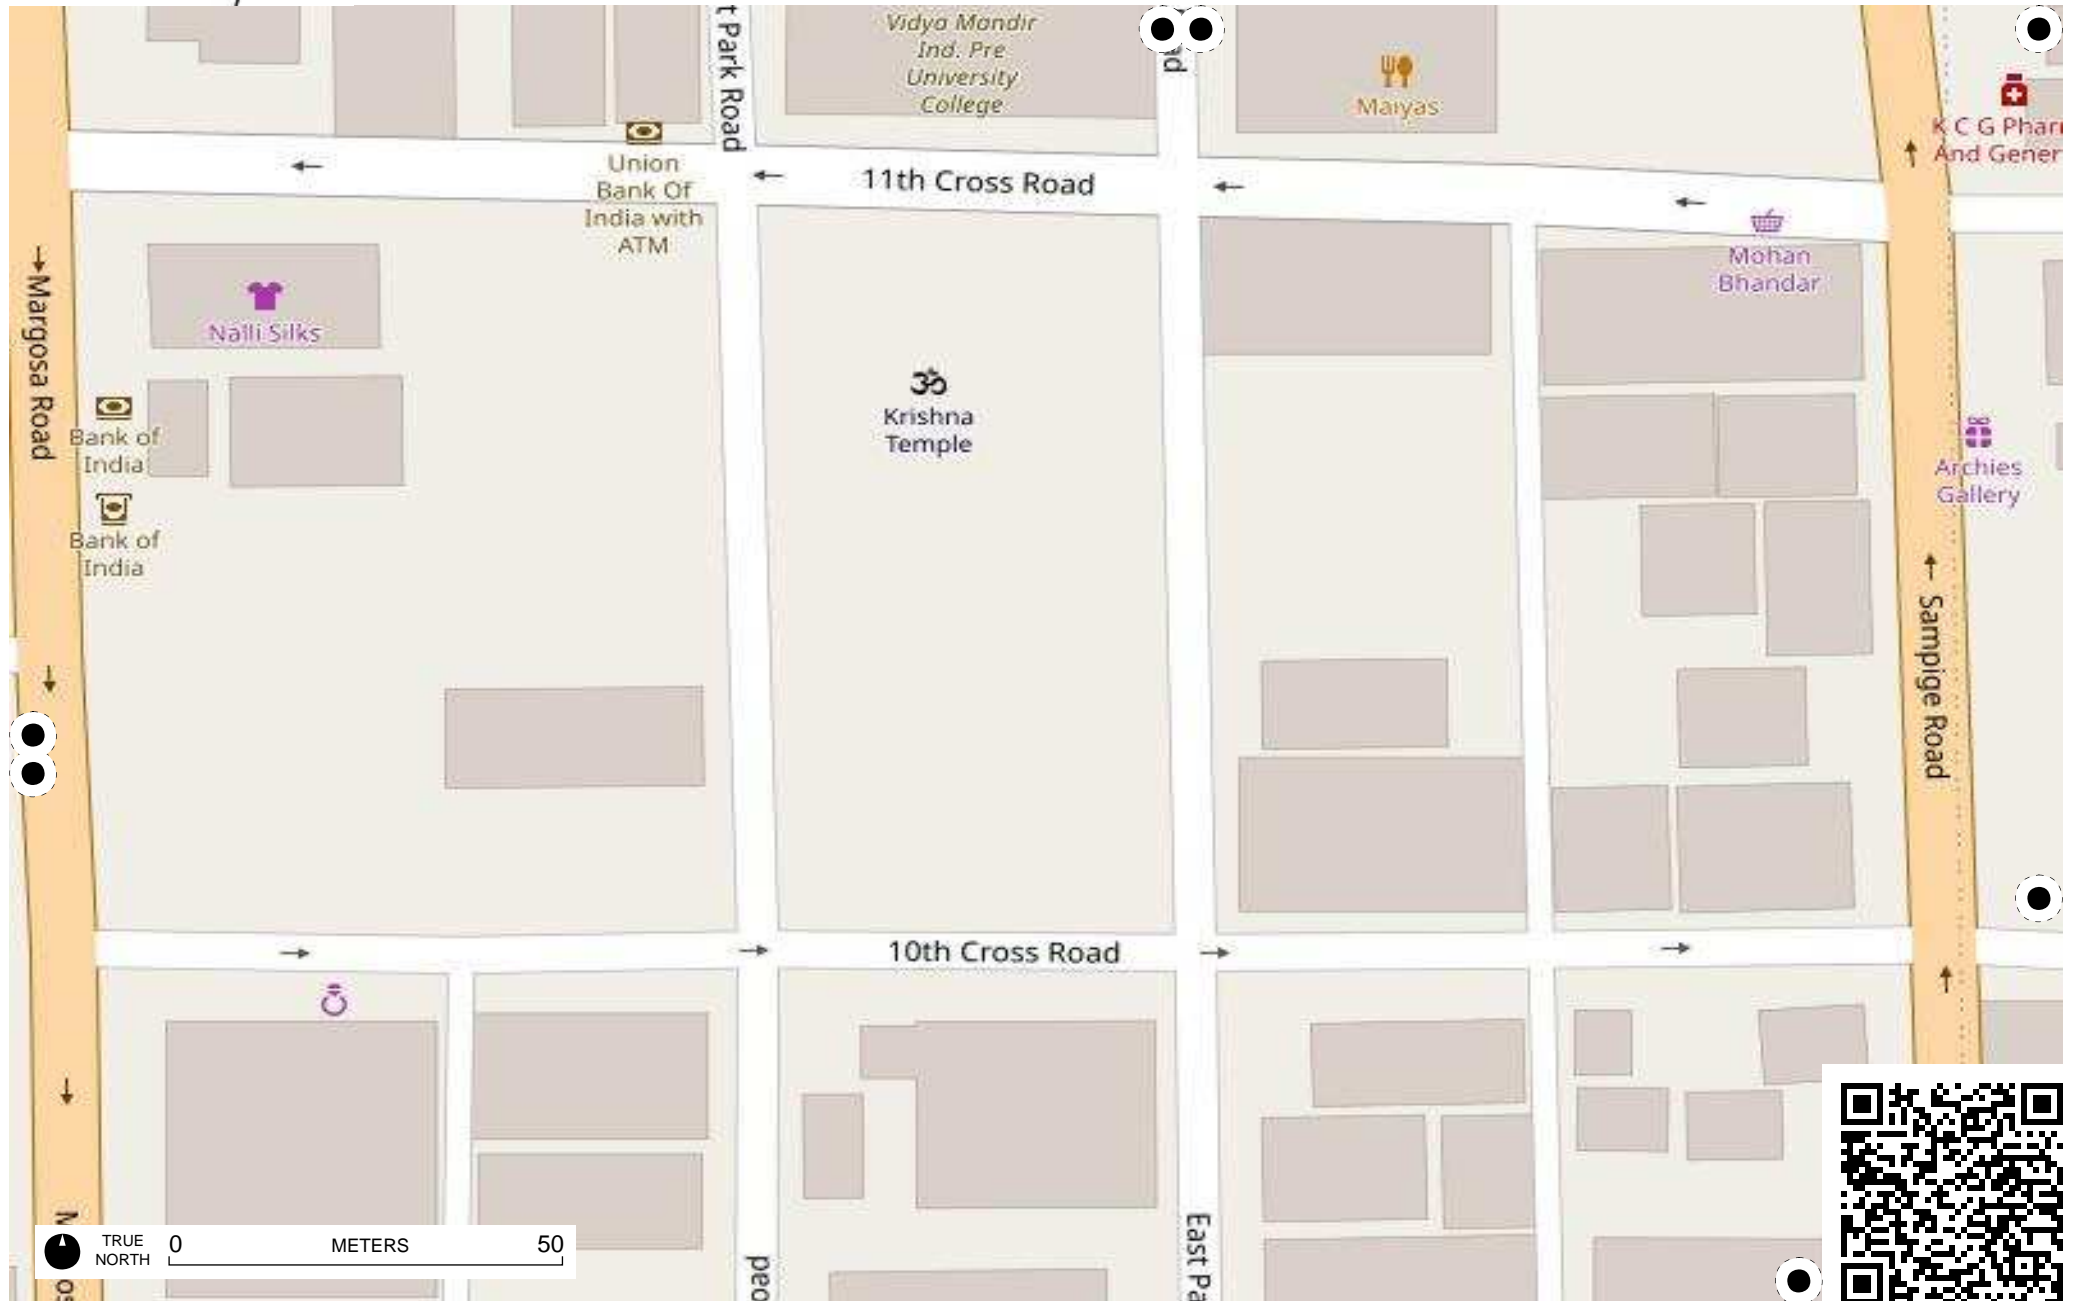 t Park Road
Vidya Mandir
Ind. Pre
University
College
Maiyas
K C G Phar
And Gener
Union
Bank Of
India with
ATM
11th Cross Road
Mohan
Bhandar
Nalli Silks
Margosa Road
Krishna
Temple
Bank of
India
Archies
Gallery
Bank of
India
Sampige Road
10th Cross Road
East Pa
TRUE
NORTH
0 METERS 50